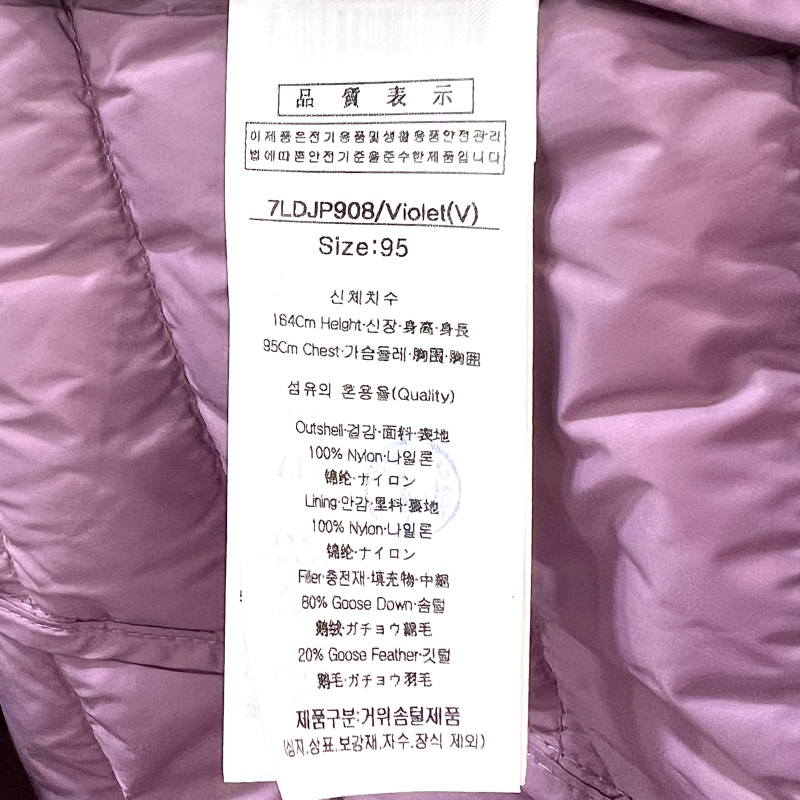 品質表示
이제품은전기용품및생활용품안전관리
법에따른안전기준을준수한제품입니다
7LDJP908/Violet(V)
Size:95
신체치수
164Cm Height·신장·身高·身長
95Cm Chest·가슴둘레·胸围·胸囲
섬유의 혼용율(Quality)
Outshell·겉감·面料·表地
100% Nylon·나일론
锦纶·ナイロン
Lining·안감·里料·裏地
100% Nylon·나일론
锦纶·ナイロン
Filler·충전재·填充物·中綿
80% Goose Down·솜털
鹅绒·ガチョウ綿毛
20% Goose Feather·깃털
鹅毛·ガチョウ羽毛
제품구분:거위솜털제품
(심지,상표,보강재,자수,장식 제외)